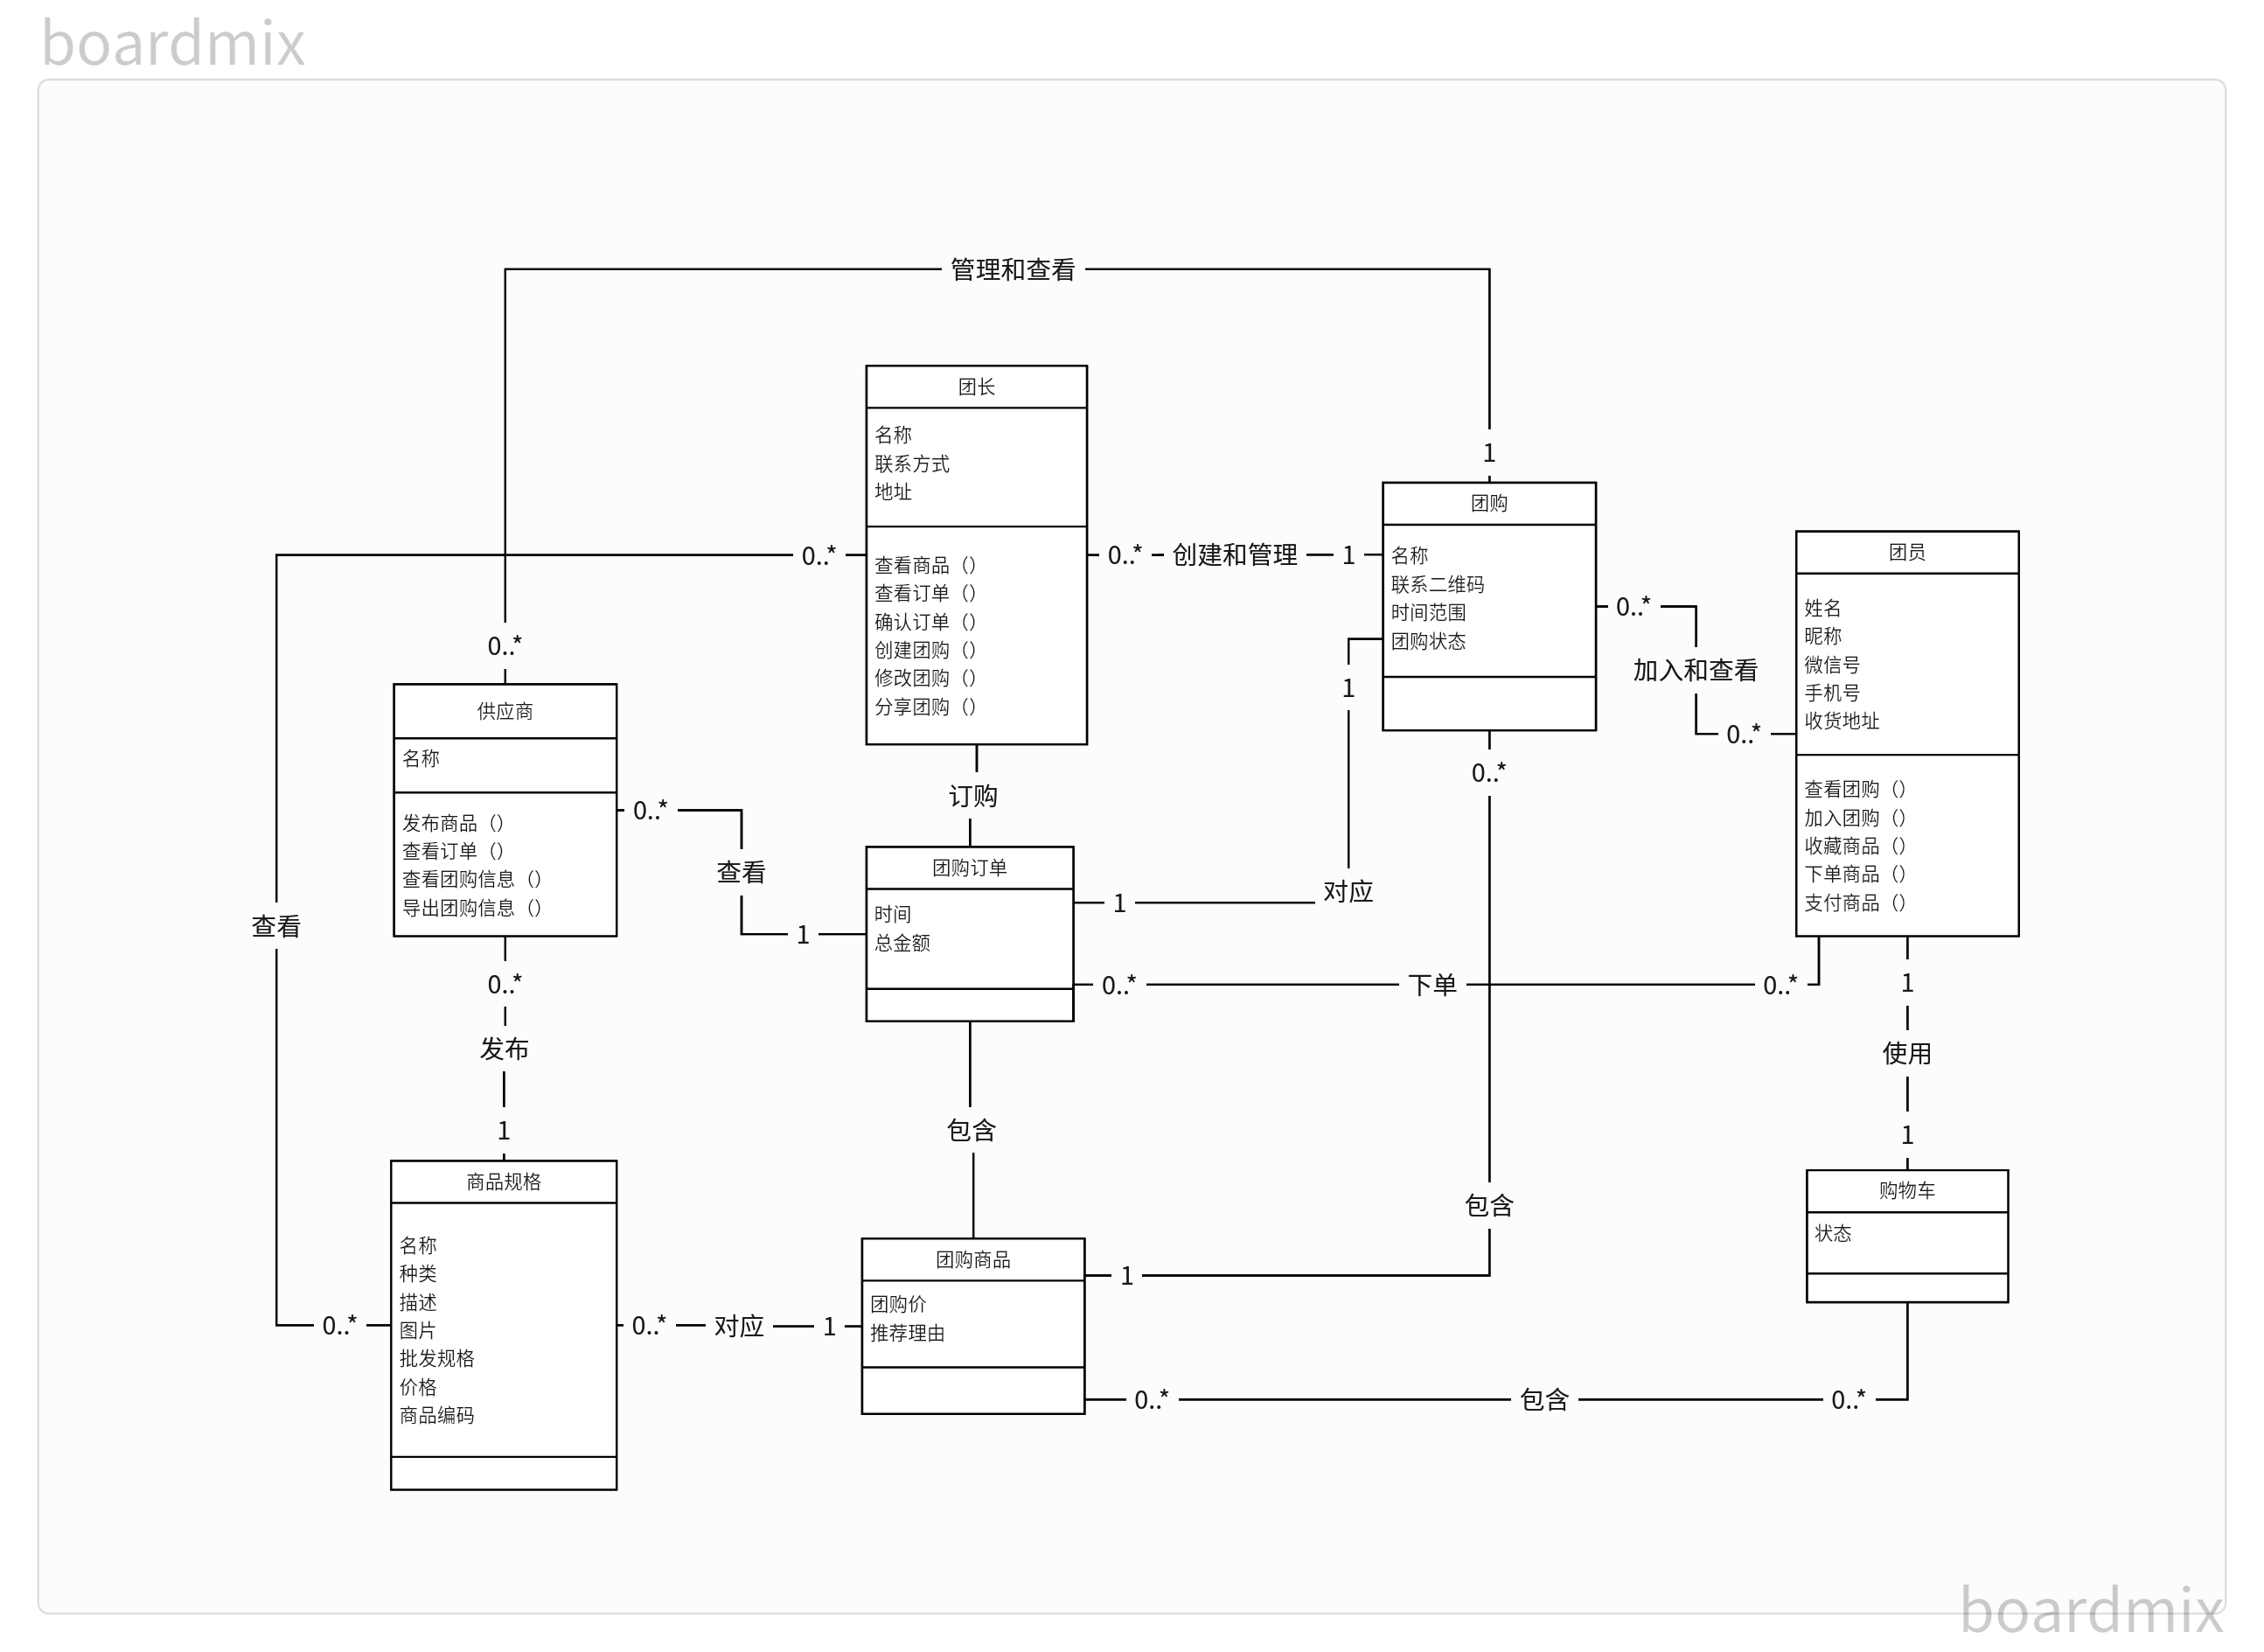 boardmix
管理和查看
团长
名称
联系方式
地址
查看商品（）
查看订单（）
确认订单（）
创建团购（）
修改团购（）
分享团购（）
1
团购
名称
联系二维码
时间范围
团购状态
0..*
0..*
创建和管理
1
团员
姓名
昵称
微信号
手机号
收货地址
查看团购（）
加入团购（）
收藏商品（）
下单商品（）
支付商品（）
0..*
加入和查看
0..*
0..*
供应商
名称
发布商品（）
查看订单（）
查看团购信息（）
导出团购信息（）
1
0..*
订购
0..*
查看
1
团购订单
时间
总金额
1
对应
查看
0..*
下单
0..*
0..*
发布
1
1
使用
1
包含
包含
商品规格
名称
种类
描述
图片
批发规格
价格
商品编码
购物车
状态
团购商品
团购价
推荐理由
1
0..*
0..*
对应
1
0..*
包含
0..*
boardmix